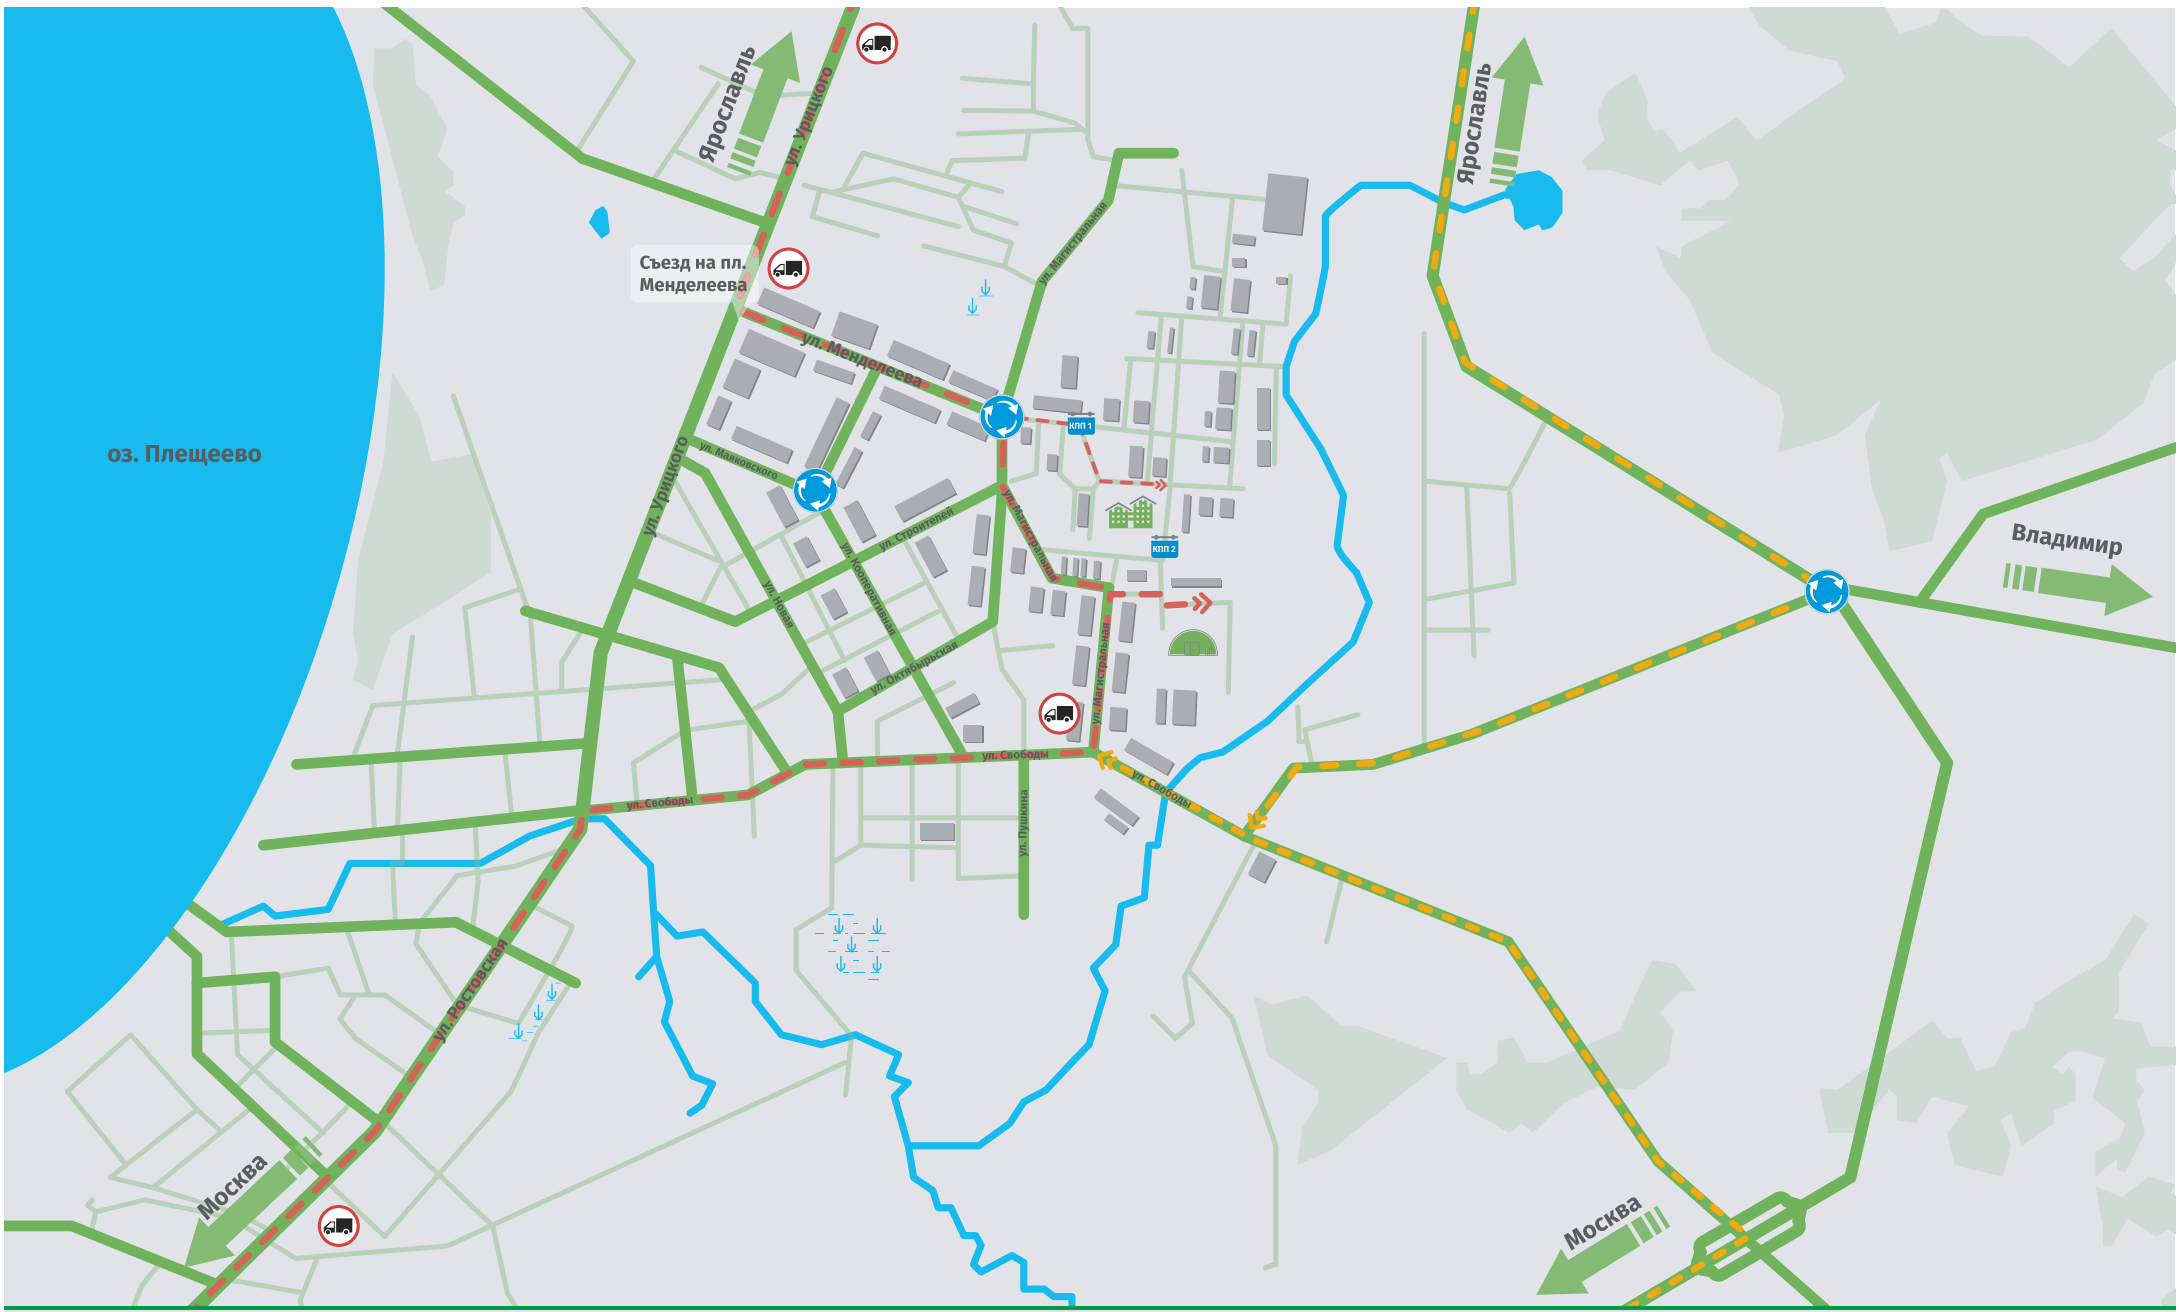 Ярославль
ул. Урицкого
Ярославль
Съезд на пл.
Менделеева
ул. Магистральная
ул. Менделеева
КПП 1
оз. Плещеево
ул. Урицкого
ул. Маяковского
ул. Строителей
ул. Магистральная
КПП 2
Владимир
ул. Новая
ул. Кооперативная
ул. Октябрьская
ул. Магистральная
ул. Свободы
ул. Свободы
ул. Свободы
ул. Пушкина
ул. Ростовская
Москва
Москва